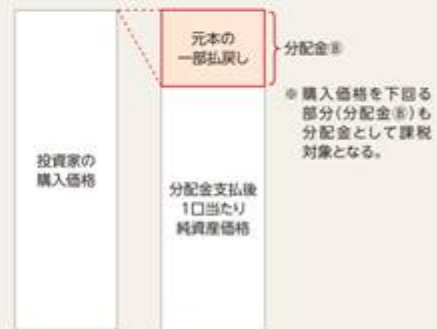 元本の
一部払戻し
分配金Ⓑ
※購入価格を下回る
部分(分配金Ⓑ)も
分配金として課税
対象となる。
投資家の
購入価格
分配金支払後
1口当たり
純資産価格